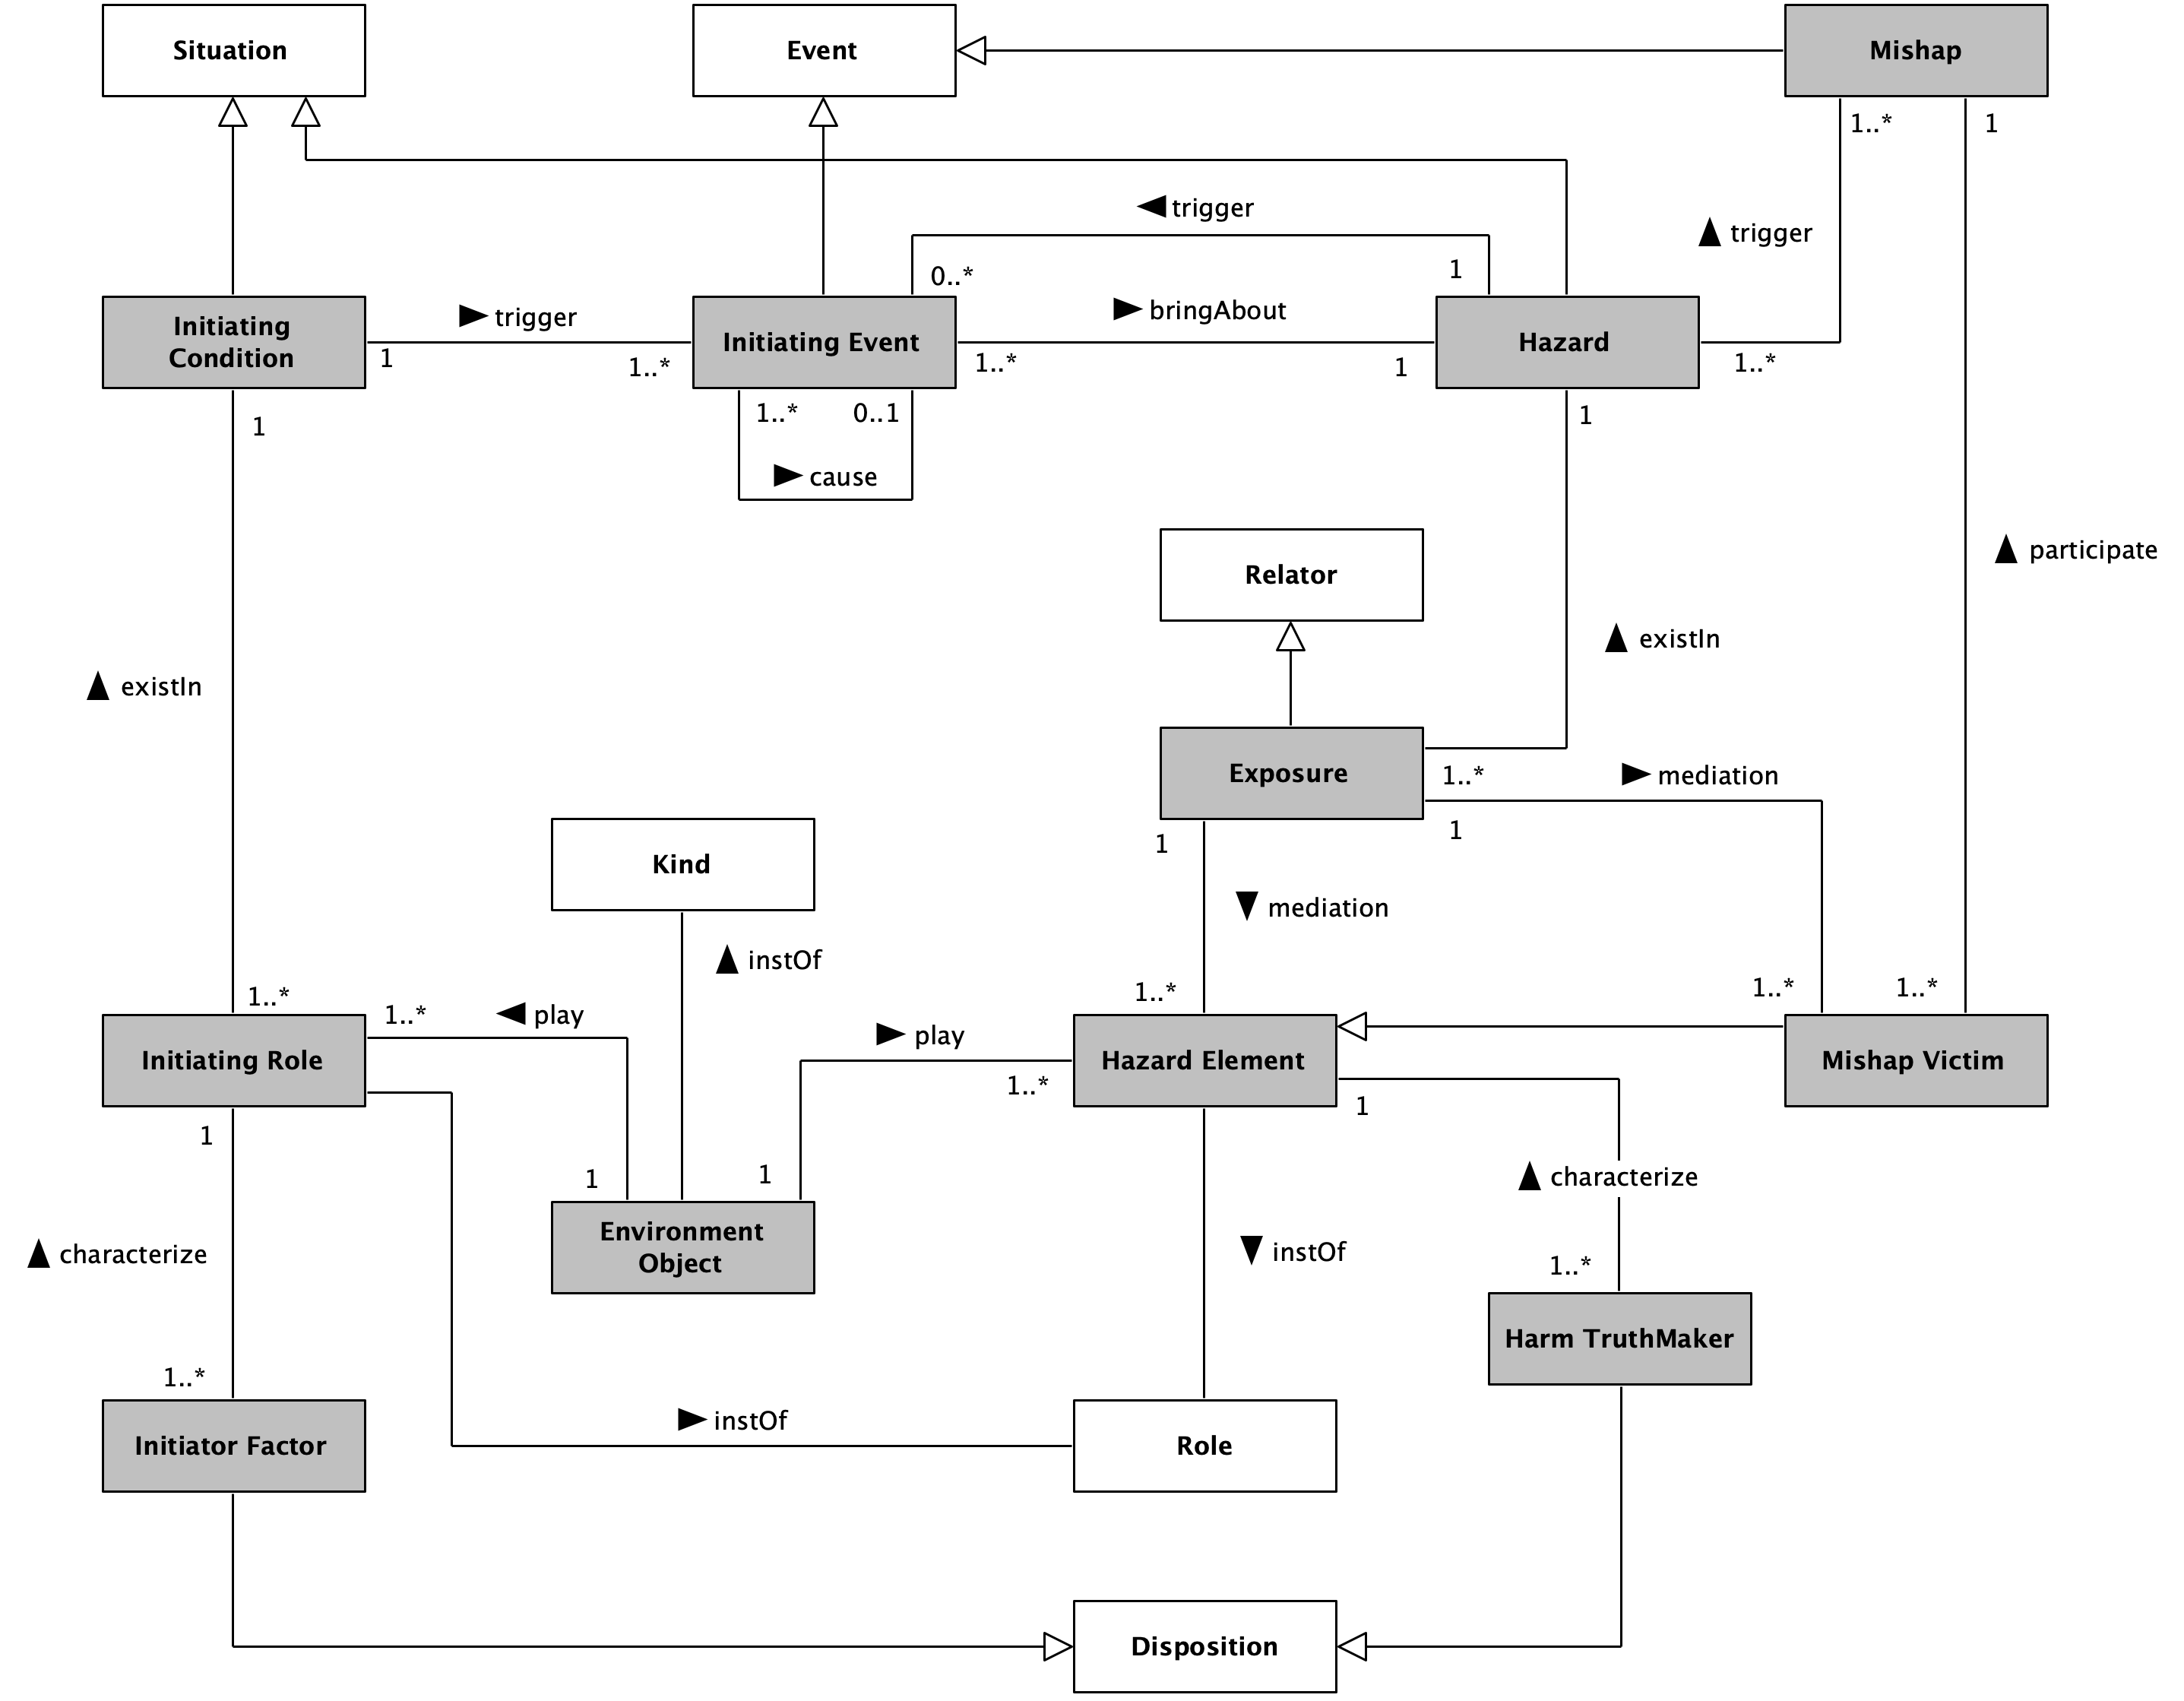 Situation
Event
Mishap
1..*
1
trigger
trigger
0..*
1
Initiating
Condition
trigger
1
1..*
Initiating Event
bringAbout
1..*
1
Hazard
1..*
1
1..*
0..1
1
cause
Relator
participate
existIn
existIn
Exposure
1..*
mediation
1
1
Kind
mediation
instOf
1..*
1..*
1..*
1..*
play
1..*
play
Initiating Role
1..*
Hazard Element
Mishap Victim
1
1
1
1
characterize
Environment
Object
characterize
instOf
1..*
Harm TruthMaker
1..*
Initiator Factor
instOf
Role
Disposition